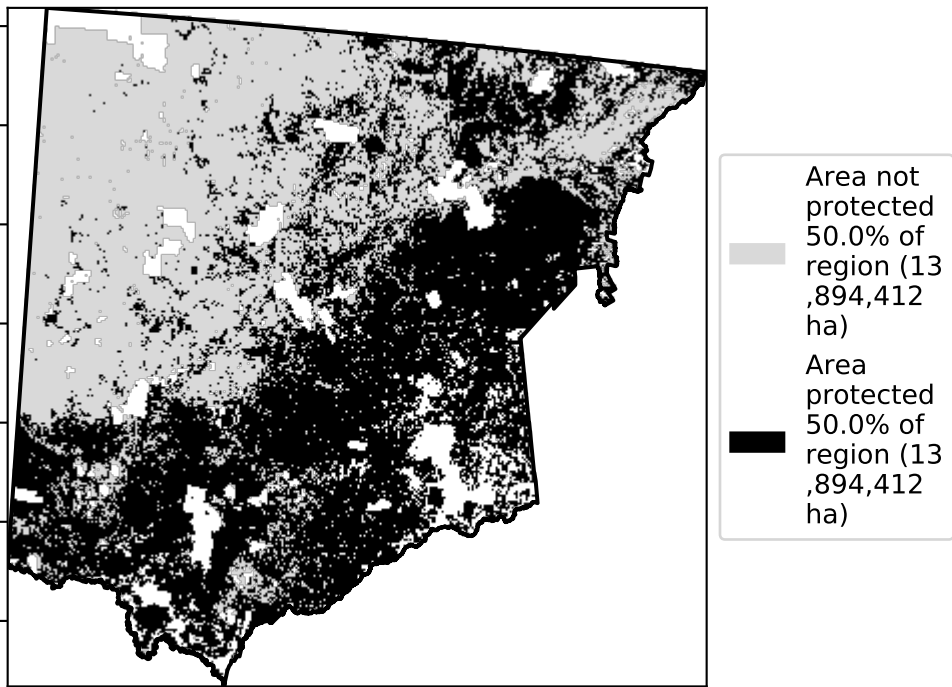 Area not
protected
50.0% of
region (13
,894,412
ha)
Area
protected
50.0% of
region (13
,894,412
ha)